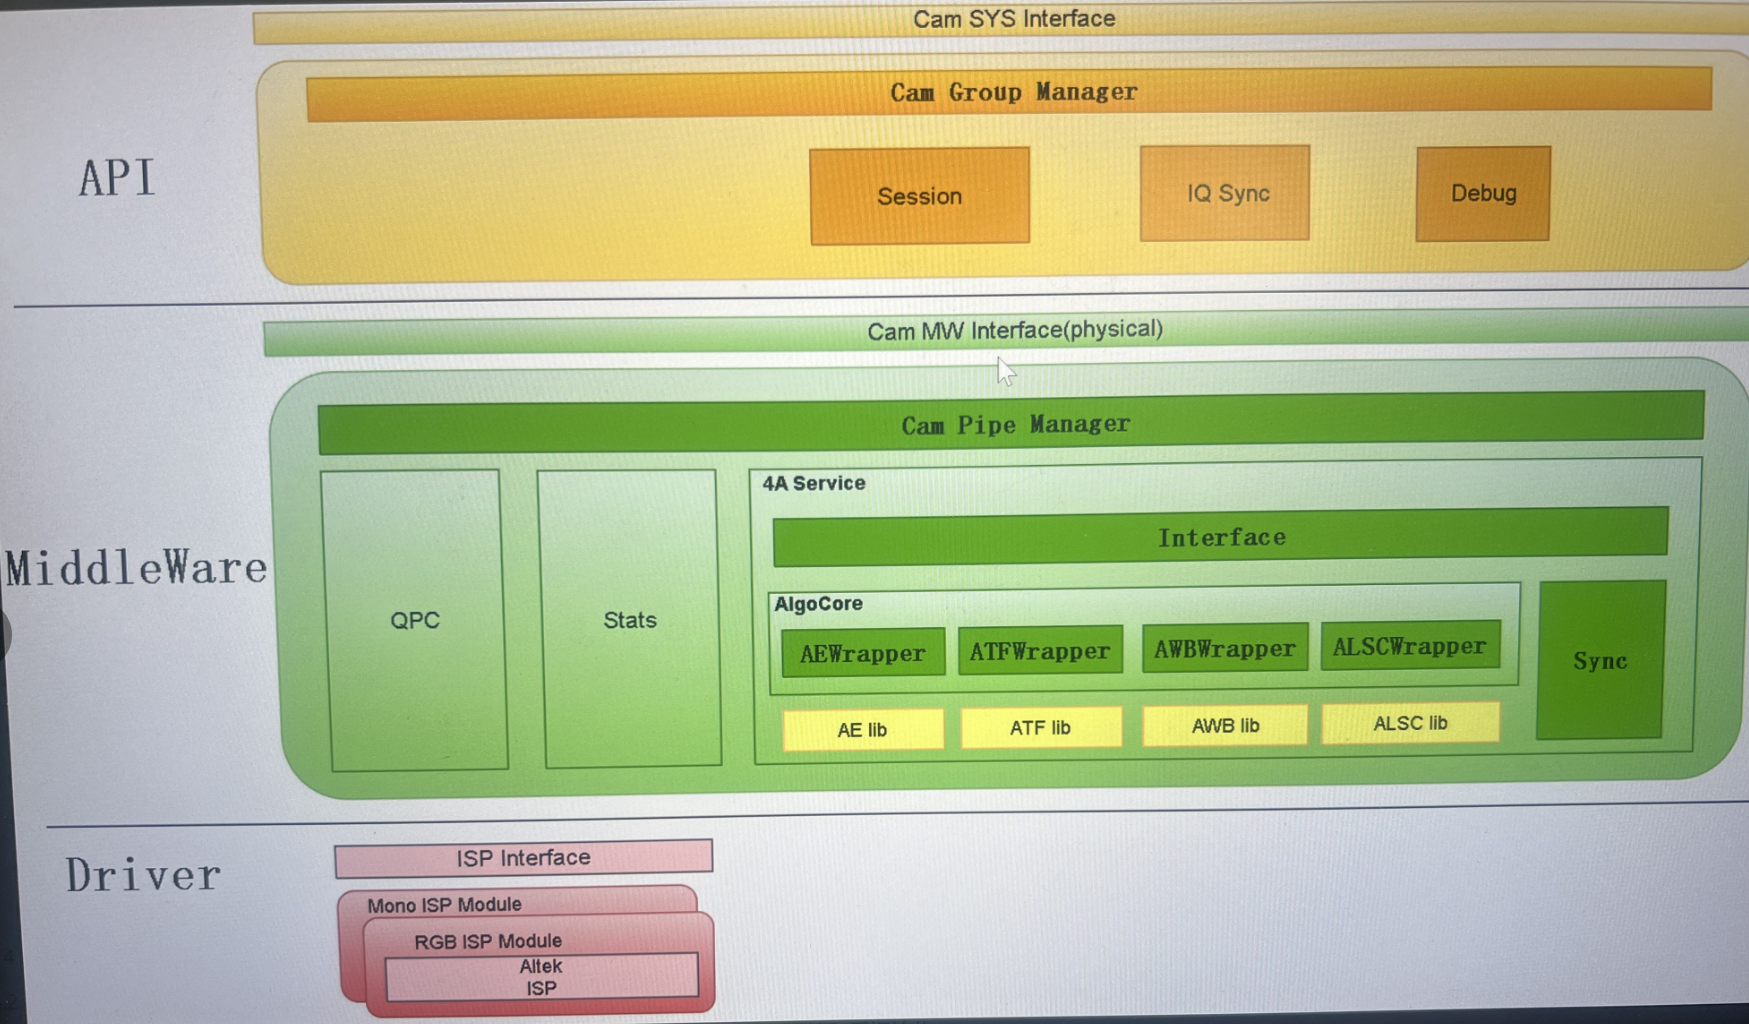 Cam SYS Interface
Cam Group Manager
API
Session
IQ Sync
Debug
Cam MW Interface(physical)
Cam Pipe Manager
MiddleWare
QPC
Stats
4A Service
Interface
AlgoCore
AEWrapper
ATFWrapper
AWBWrapper
ALSCWrapper
Sync
AE lib
ATF lib
AWB lib
ALSC lib
Driver
ISP Interface
Mono ISP Module
RGB ISP Module
Altek
ISP